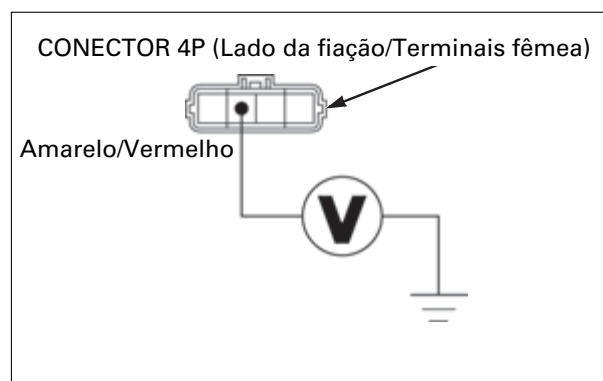 CONECTOR 4P (Lado da fiação/Terminais fêmea)
Amarelo/Vermelho
V